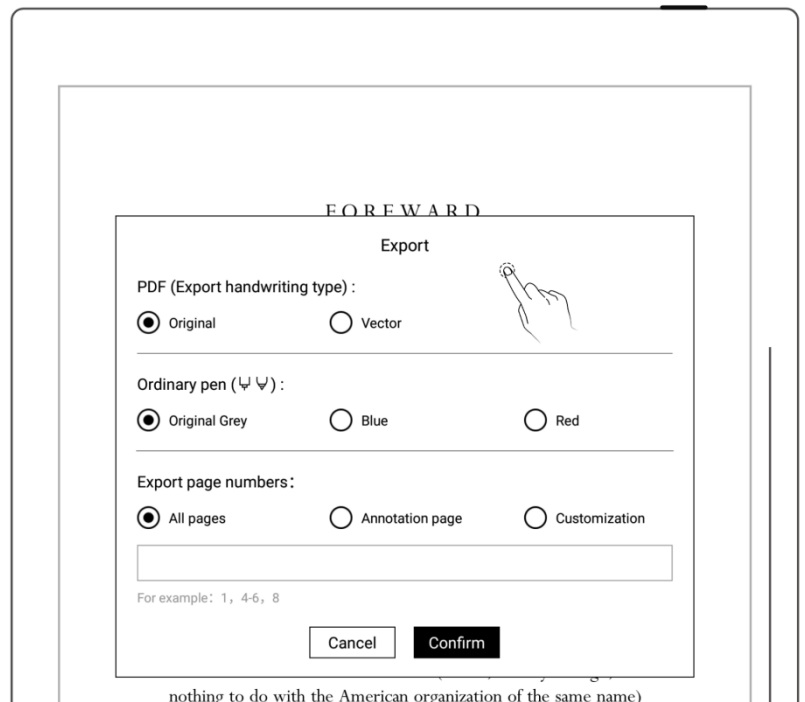 FOREWARD
Export
PDF (Export handwriting type) :
Original Vector
Ordinary pen ( ) :
Original Grey Blue Red
Export page numbers：
All pages Annotation page Customization
For example：1，4-6，8
Cancel Confirm
nothing to do with the American organization of the same name)